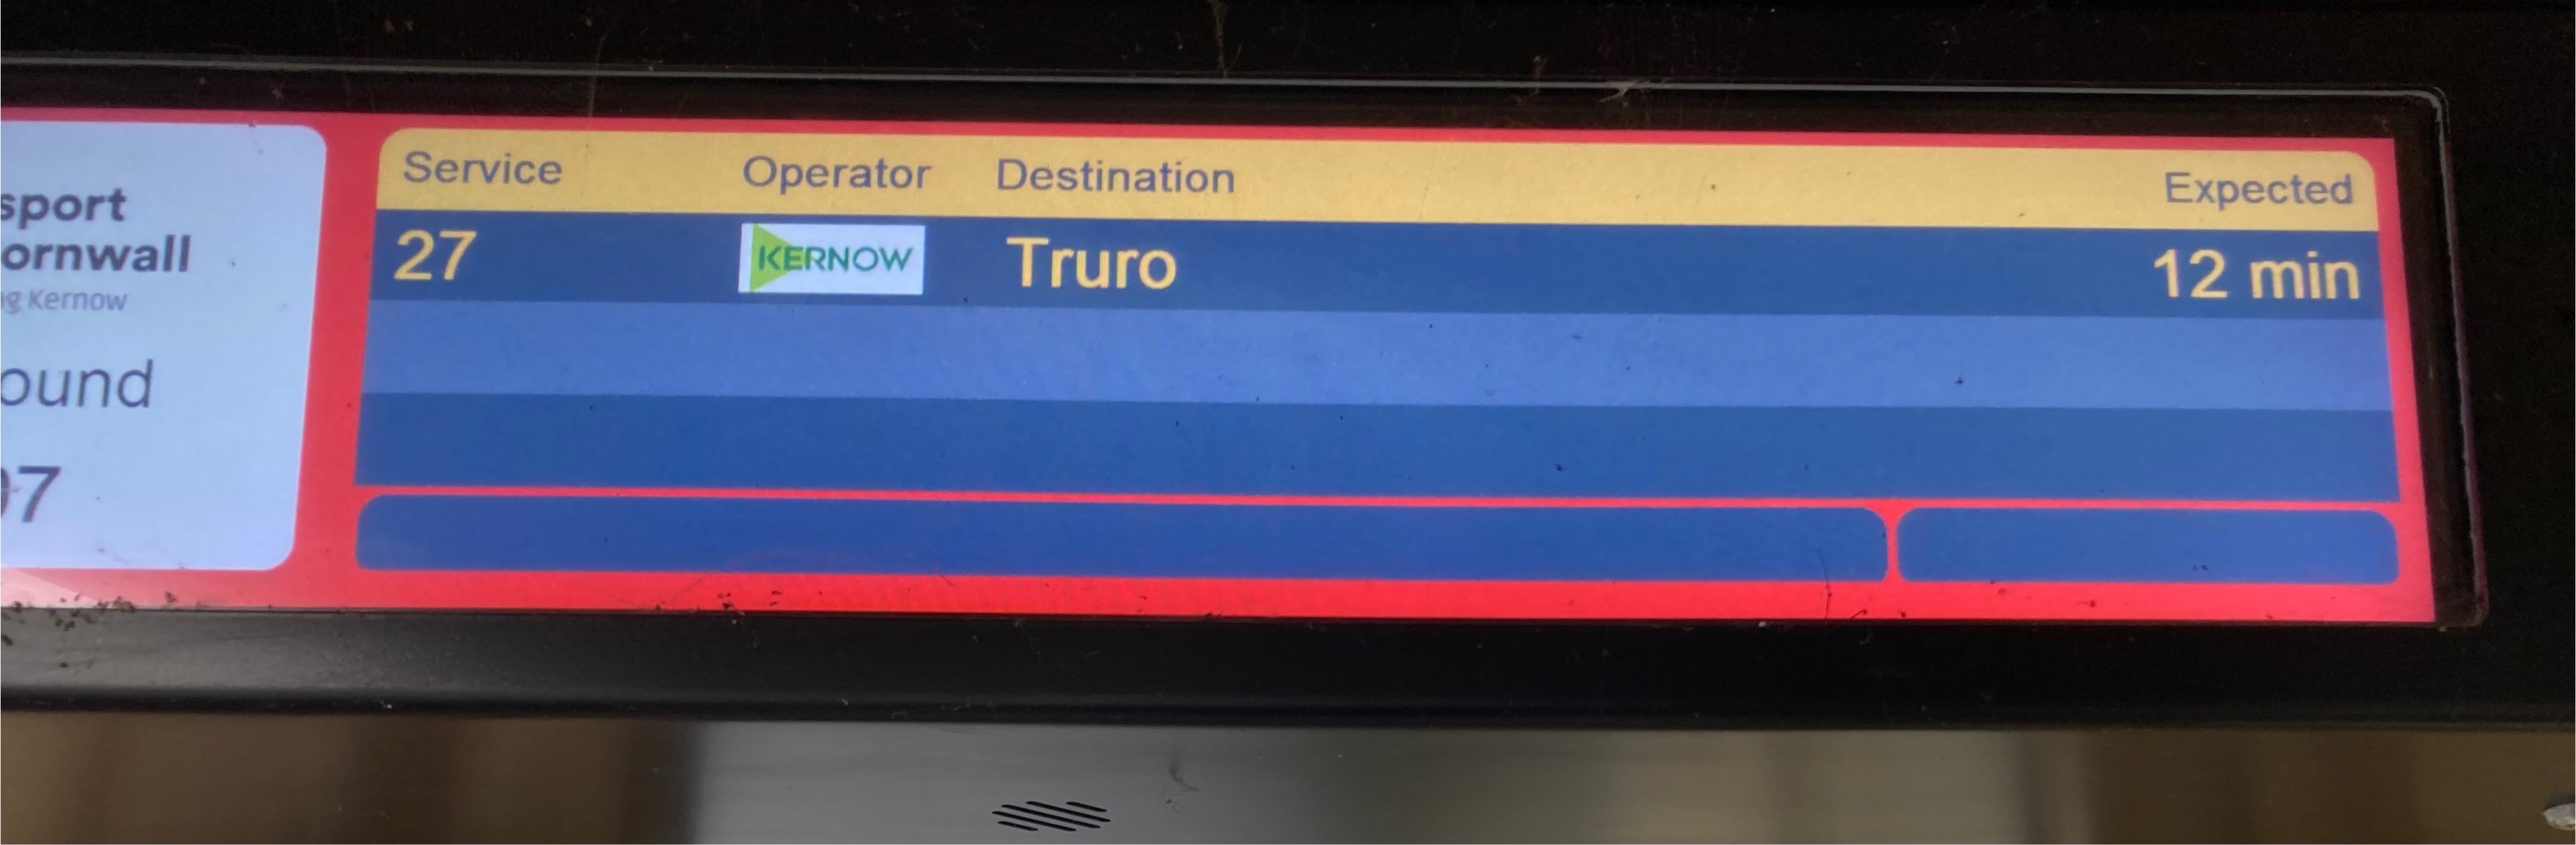 sport
ornwall
g Kernow
ound
07
Service Operator Destination Expected
27 KERNOW Truro 12 min